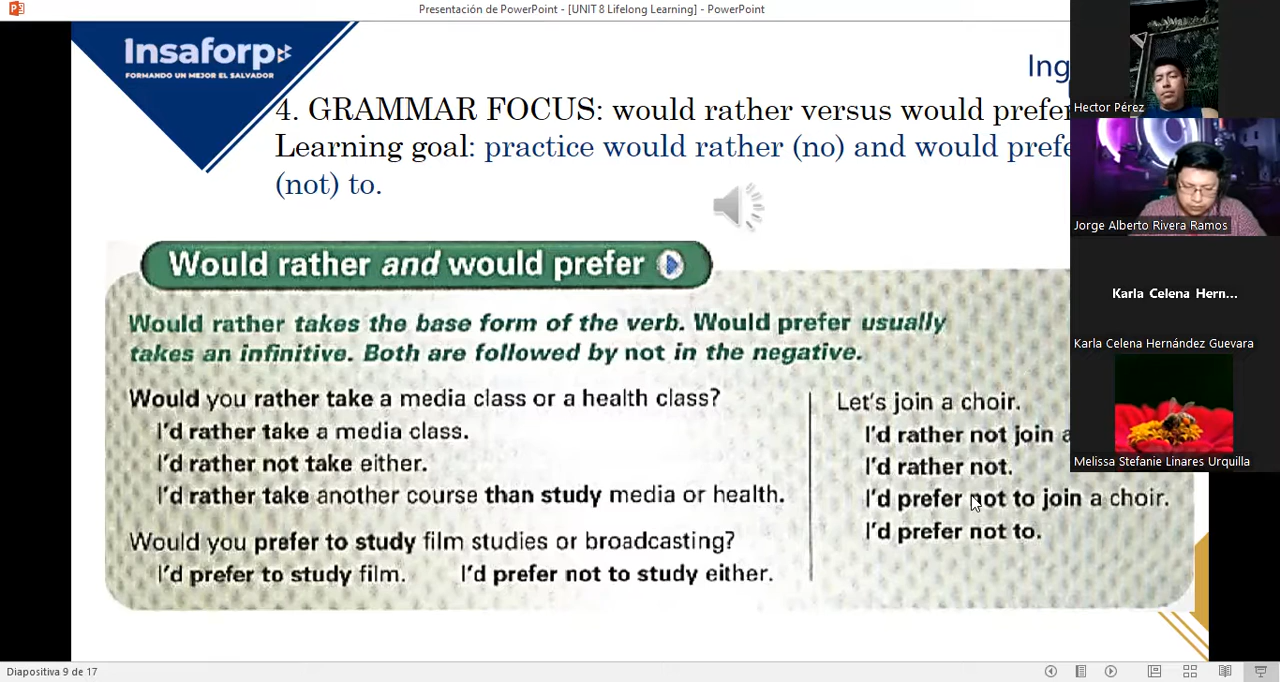 Presentación de PowerPoint - [UNIT 8 Lifelong Learning] - PowerPoint
Insaforp
FORMANDO UN MEJOR EL SALVADOR
4. GRAMMAR FOCUS: would rather versus would prefer
Learning goal: practice would rather (no) and would
(not) to.
Would rather and would prefer
Would rather takes the base form of the verb. Would prefer usually
takes an infinitive. Both are followed by not in the negative.
Would you rather take a media class or a health class?
I'd rather take a media class.
I'd rather not take either.
I'd rather take another course than study media or health.
Would you prefer to study film studies or broadcasting?
I'd prefer to study film. I'd prefer not to study either.
Let's join a choir.
I'd rather not join
I'd rather not.
I'd prefer not to join a choir.
I'd prefer not to.
Hector Pérez
Jorge Alberto Rivera Ramos
Karla Celena Hern...
Karla Celena Hernández Guevara
Melissa Stefanie Linares Urquilla
Diapositiva 9 de 17